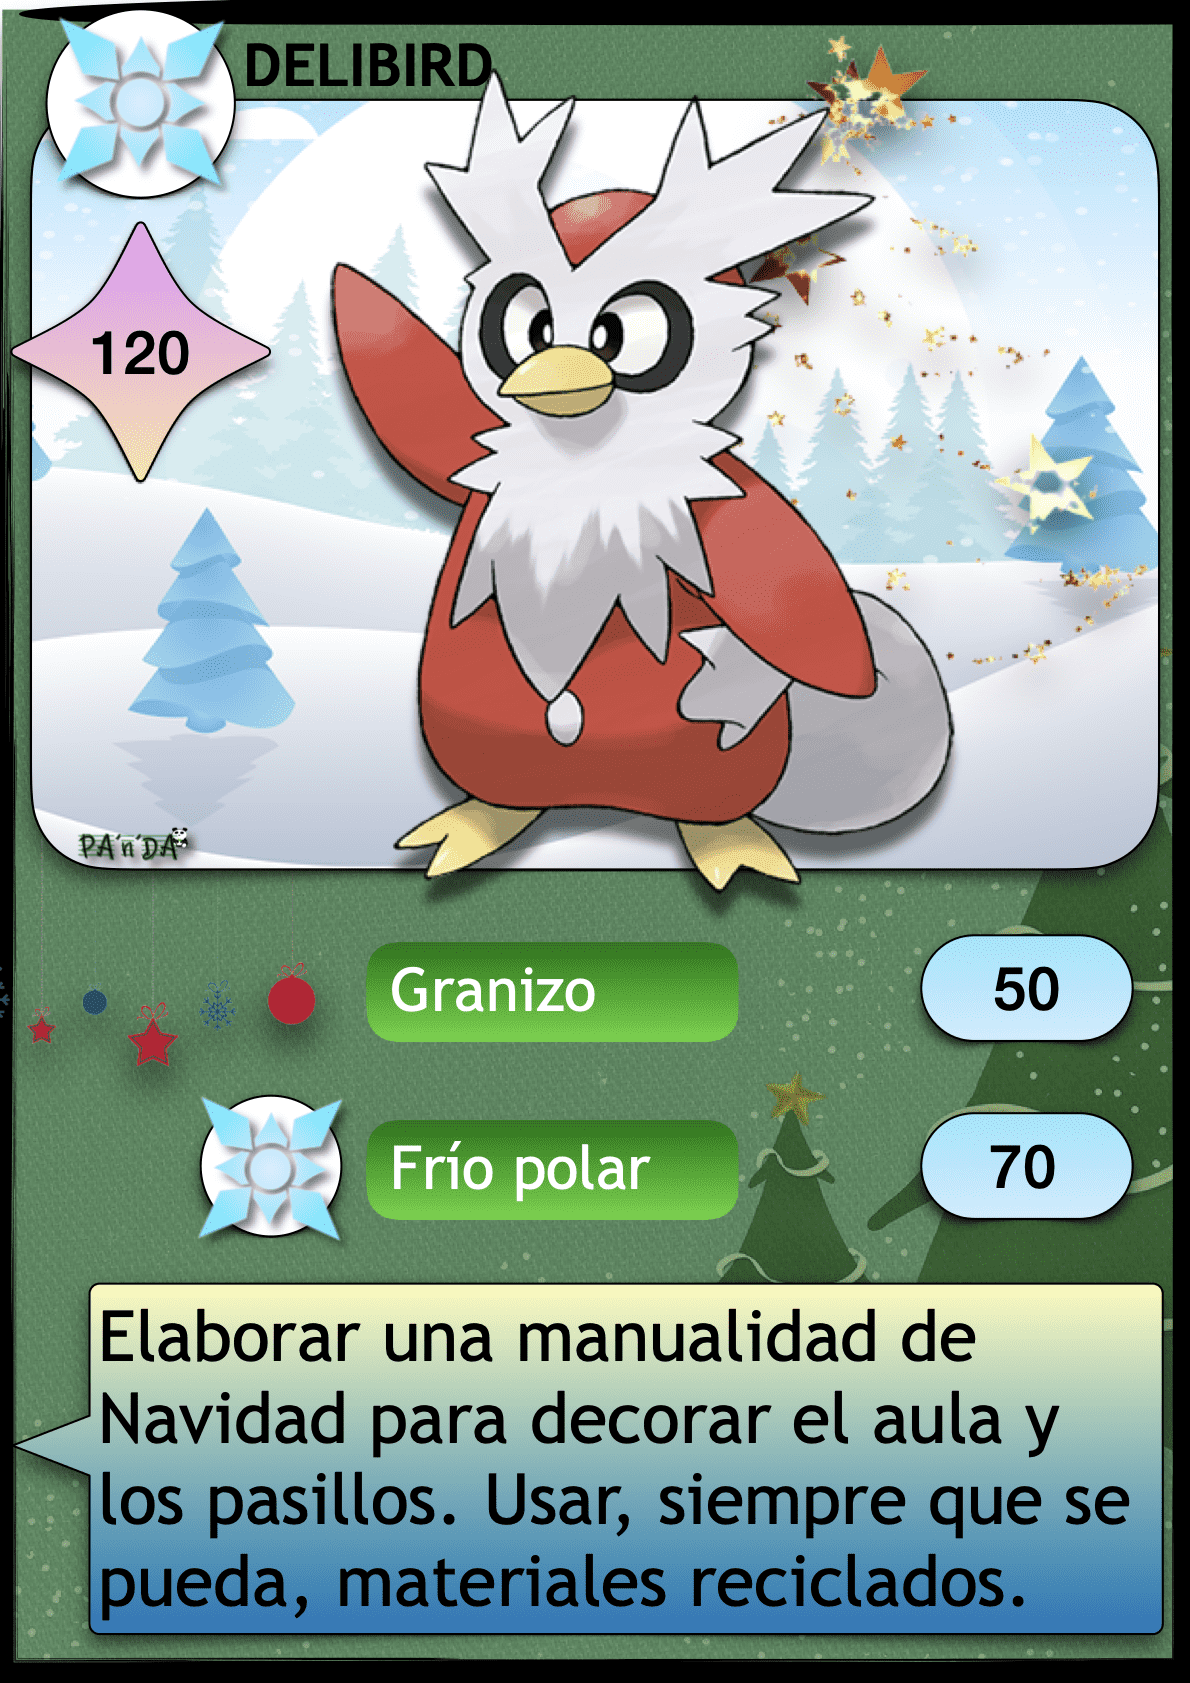 DELIBIRD
120
PA'n'DA
Granizo
50
Frío polar
70
Elaborar una manualidad de
Navidad para decorar el aula y
los pasillos. Usar, siempre que se
pueda, materiales reciclados.